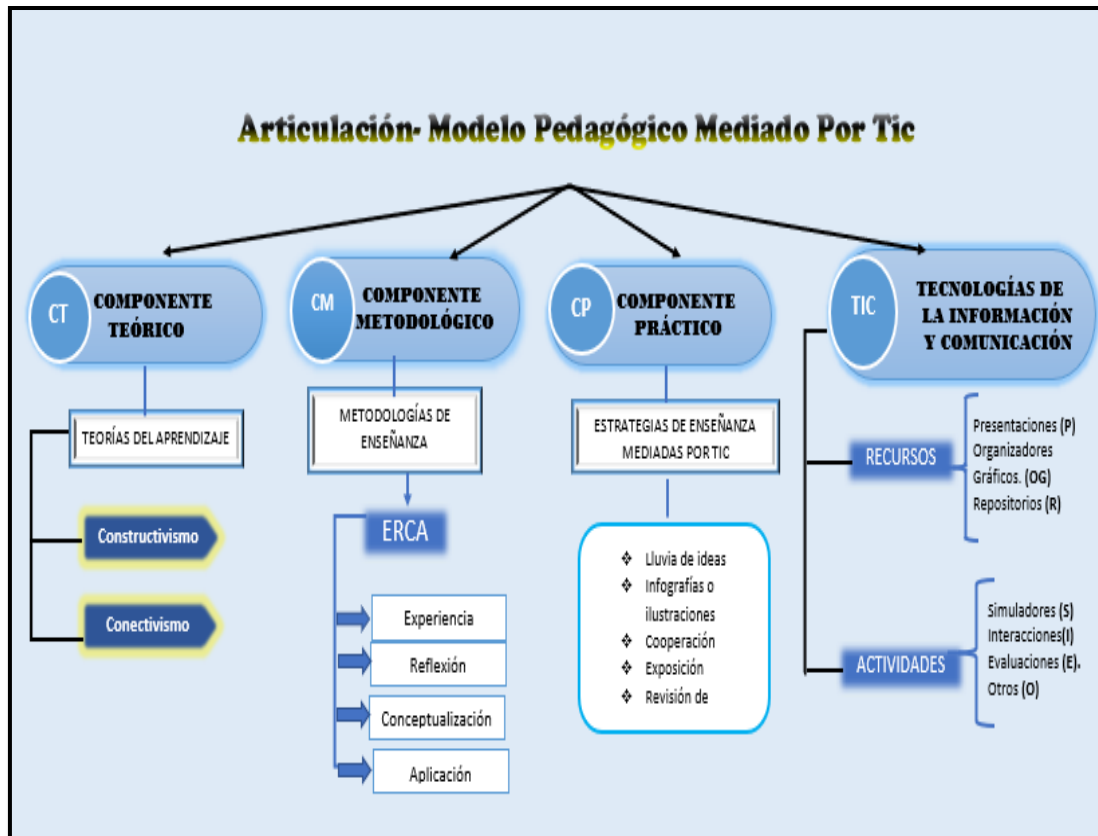 Articulación- Modelo Pedagógico Mediado Por Tic
CT
COMPONENTE
TEÓRICO
TEORÍAS DEL APRENDIZAJE
Constructivismo
Conectivismo
CM
COMPONENTE
METODOLÓGICO
METODOLOGÍAS DE
ENSEÑANZA
ERCA
Experiencia
Reflexión
Conceptualización
Aplicación
CP
COMPONENTE
PRÁCTICO
ESTRATEGIAS DE ENSEÑANZA
MEDIADAS POR TIC
❖ Lluvia de ideas
❖ Infografías o
ilustraciones
❖ Cooperación
❖ Exposición
❖ Revisión de
TIC
TECNOLOGÍAS DE
LA INFORMACIÓN
Y COMUNICACIÓN
RECURSOS
Presentaciones (P)
Organizadores
Gráficos. (OG)
Repositorios (R)
ACTIVIDADES
Simuladores (S)
Interacciones(I)
Evaluaciones (E).
Otros (O)